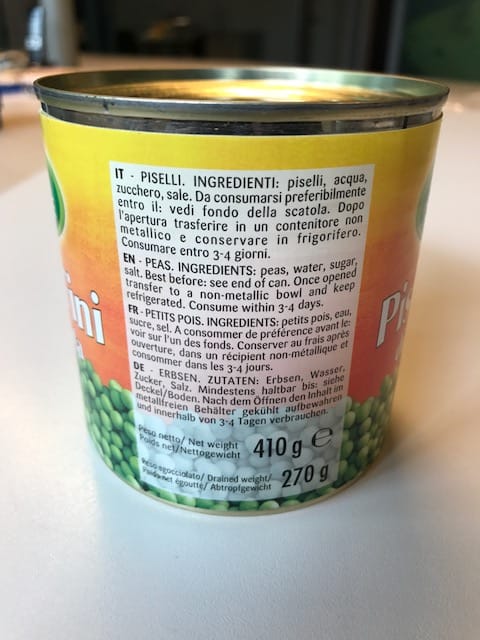 IT - PISELLI. INGREDIENTI: piselli, acqua,
zucchero, sale. Da consumarsi preferibilmente
entro il: vedi fondo della scatola. Dopo
l'apertura trasferire in un contenitore non
metallico e conservare in frigorifero.
Consumare entro 3-4 giorni.
EN - PEAS. INGREDIENTS: peas, water, sugar,
salt. Best before: see end of can. Once opened
transfer to a non-metallic bowl and keep
refrigerated. Consume within 3-4 days.
FR - PETITS POIS. INGREDIENTS: petits pois, eau,
sucre, sel. A consommer de préférence avant le:
voir sur l'un des fonds. Conserver au frais après
ouverture, dans un récipient non-métallique et
consommer dans les 3-4 jours.
DE - ERBSEN. ZUTATEN: Erbsen, Wasser,
Zucker, Salz. Mindestens haltbar bis: siehe
Deckel/Boden. Nach dem Öffnen den Inhalt im
metallfreien Behälter gekühlt aufbewahren
und innerhalb von 3-4 Tagen verbrauchen.
Peso netto/ Net weight
Poids net/Nettogewicht 410 g e
Peso sgocciolato/ Drained weight/
Poids net égoutté/ Abtropfgewicht 270 g
ini
Pis